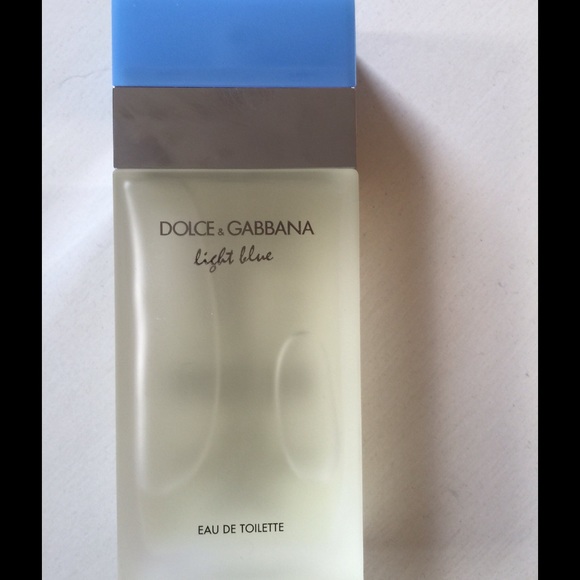 DOLCE & GABBANA
light blue
EAU DE TOILETTE